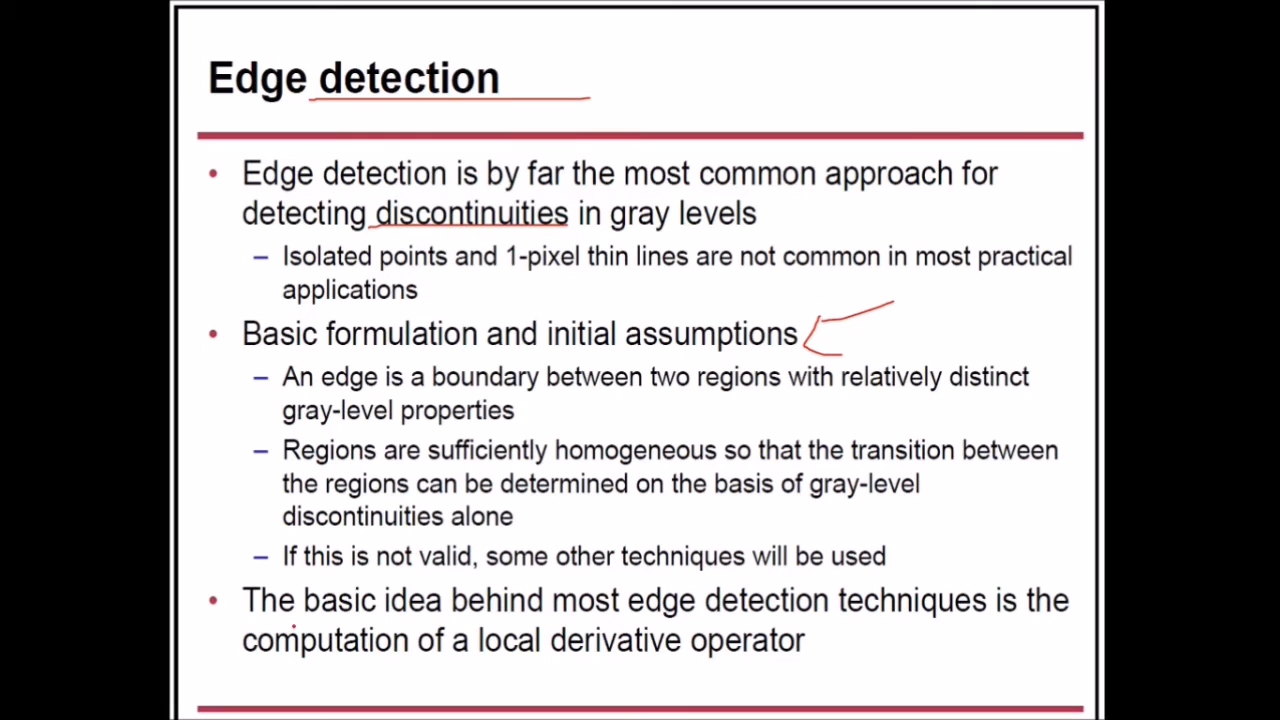 Edge detection
• Edge detection is by far the most common approach for
detecting discontinuities in gray levels
– Isolated points and 1-pixel thin lines are not common in most practical
applications
• Basic formulation and initial assumptions
– An edge is a boundary between two regions with relatively distinct
gray-level properties
– Regions are sufficiently homogeneous so that the transition between
the regions can be determined on the basis of gray-level
discontinuities alone
– If this is not valid, some other techniques will be used
• The basic idea behind most edge detection techniques is the
computation of a local derivative operator